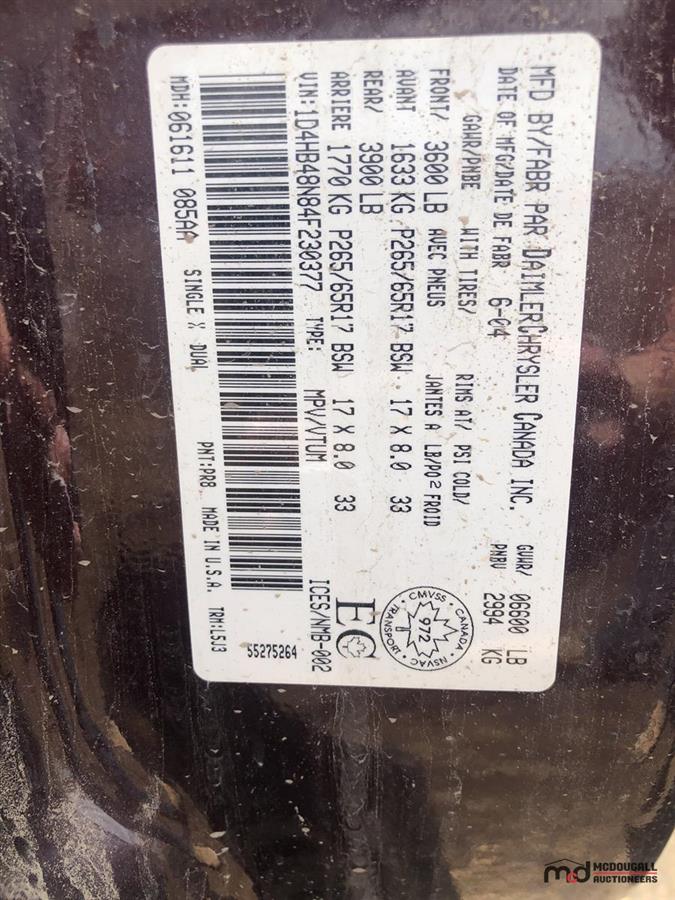 MFD BY/FABR PAR DAIMLERCHRYSLER CANADA INC.
DATE OF MFG/DATE DE FABR 6-04
GVWR/ 06600 LB
PNBV 2994 KG
GAWR/PNBE WITH TIRES/ RIMS AT/ PSI COLD/
AVEC PNEUS JANTES A LB/PO2 FROID
FRONT/ 3600 LB
AVANT 1633 KG P265/65R17 BSW 17 X 8.0 33
REAR/ 3900 LB
ARRIERE 1770 KG P265/65R17 BSW 17 X 8.0 33
CANADA
CMVSS
TRANSPORT
NSVAC
972
EC
VIN: 1D4HB48N84F230377 TYPE: MPV/VTUM ICES/NMB-002
55275264
SINGLE X DUAL
MDH: 061611 085AA PNT: PR8 MADE IN U.S.A. TRM: L5J3
md MCDOUGALL
AUCTIONEERS